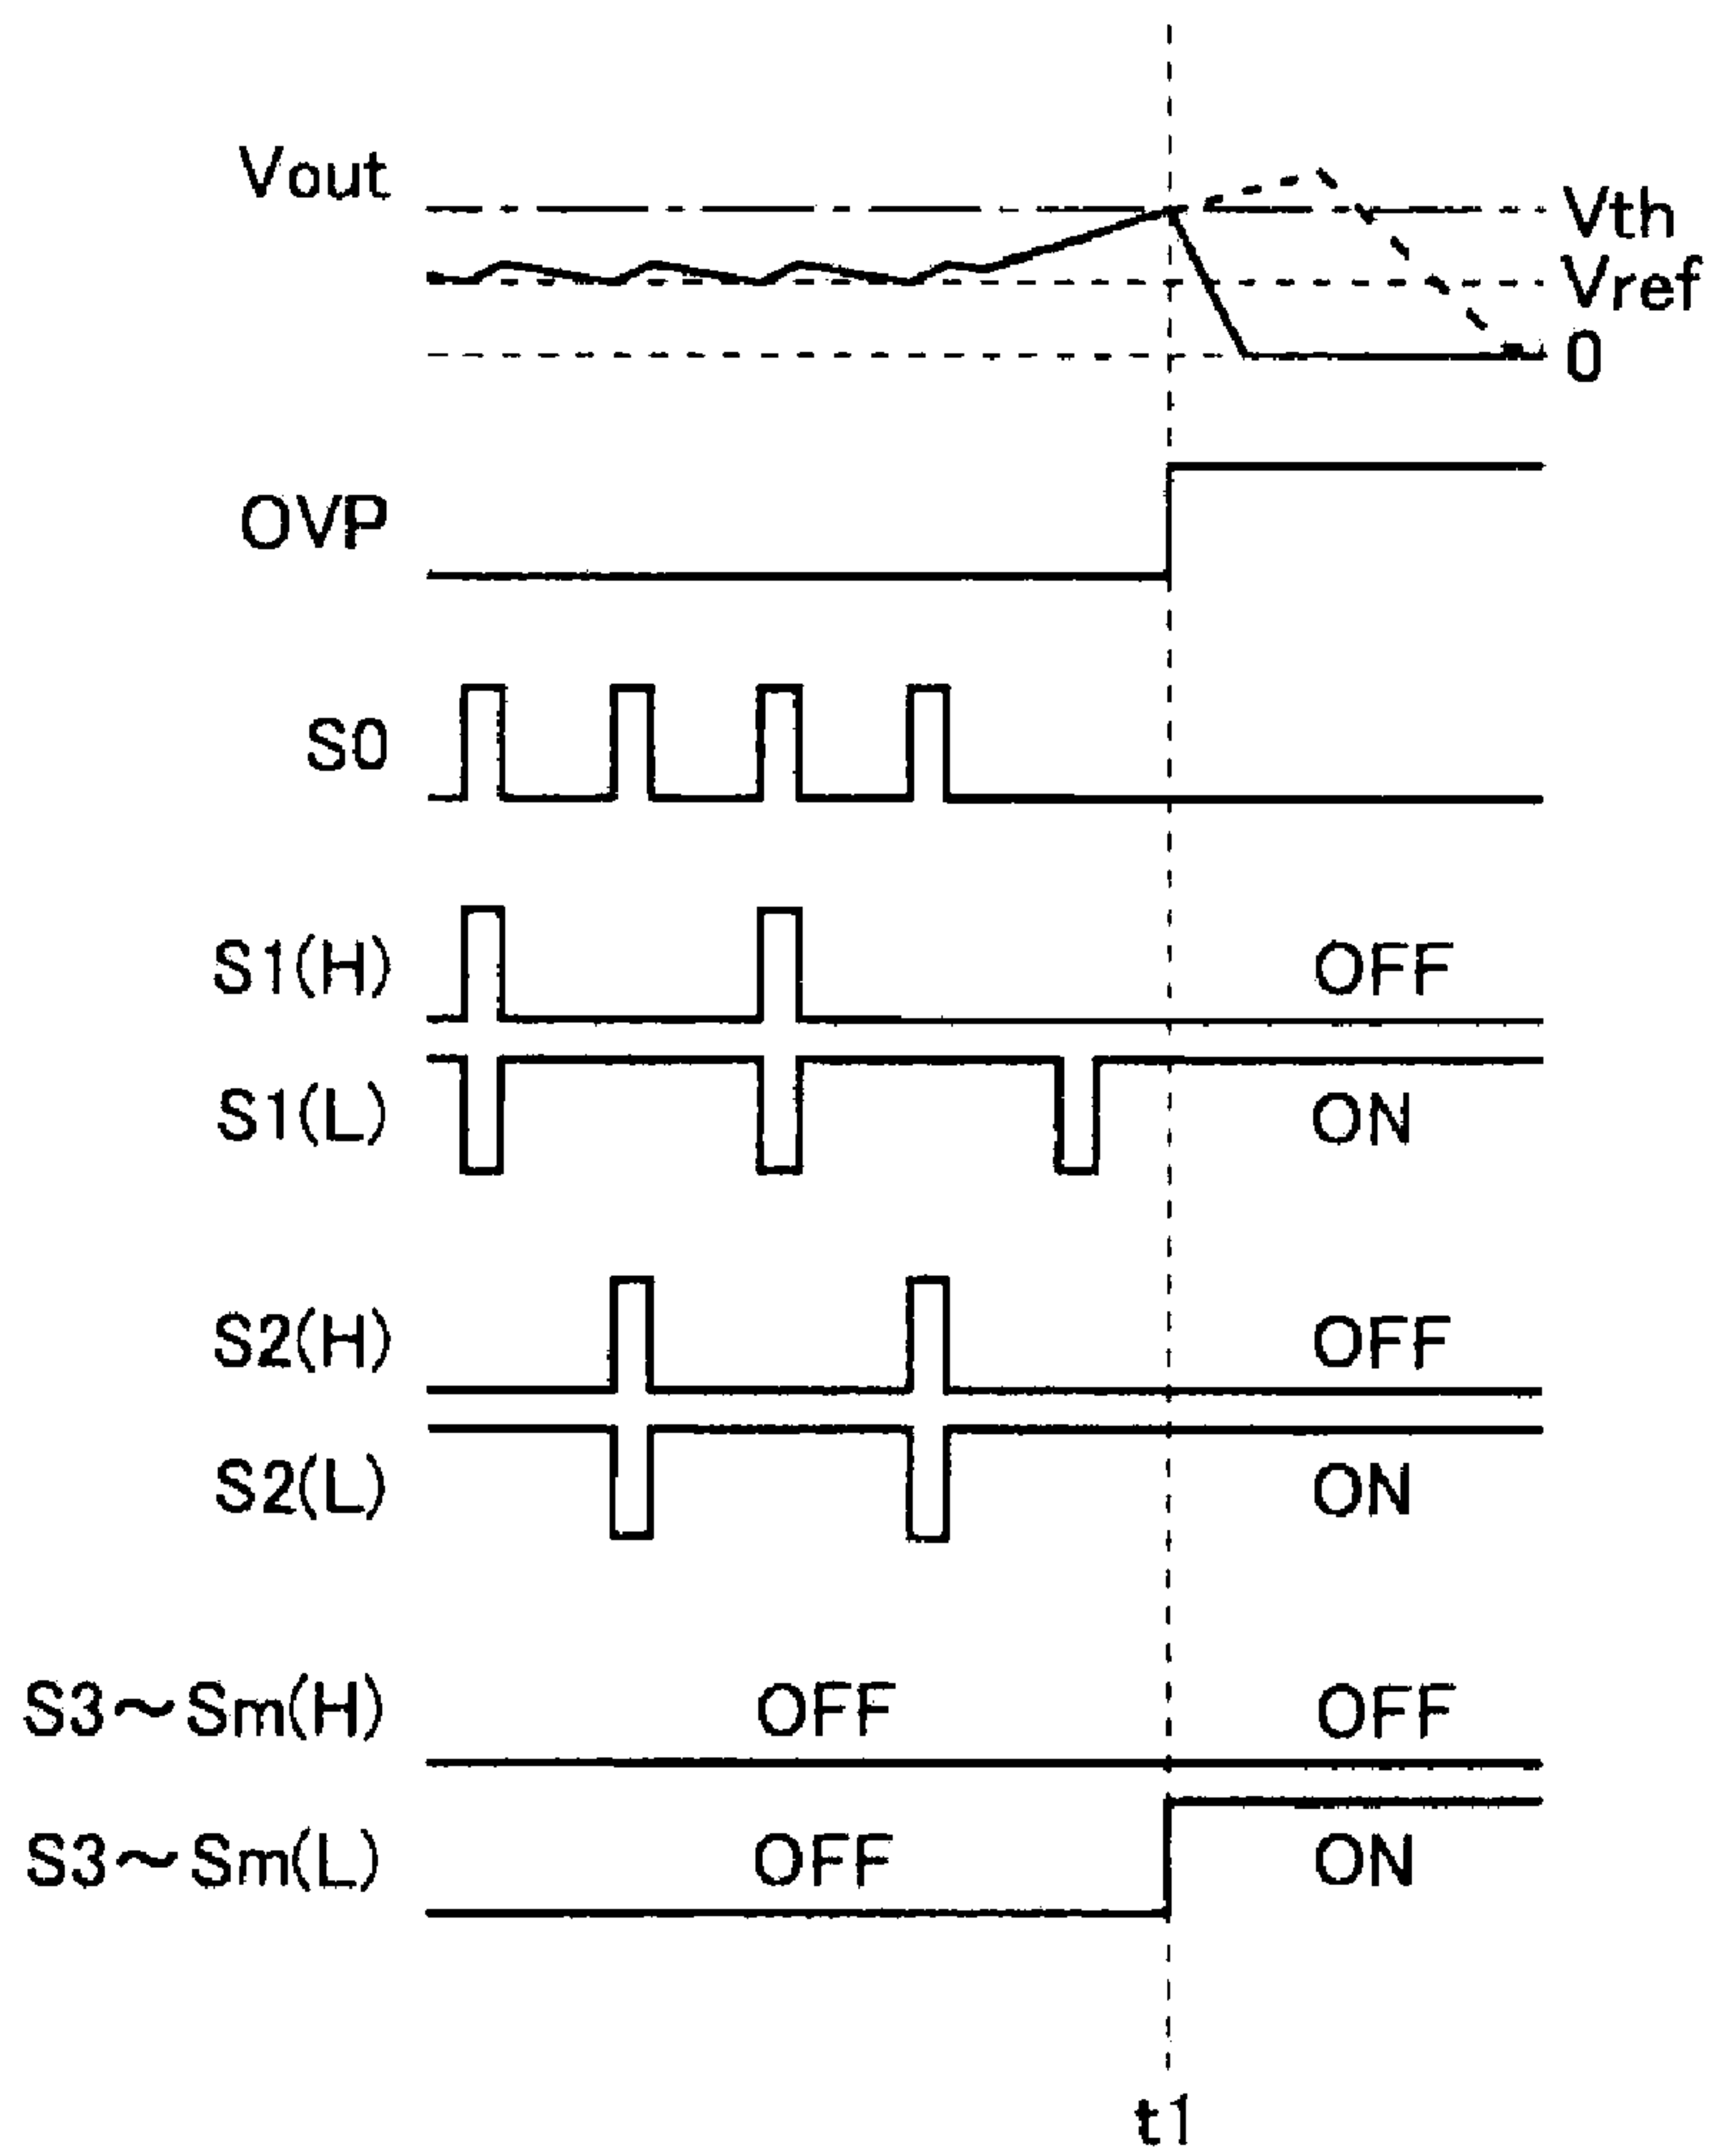 Vout
Vth
Vref
0
OVP
S0
S1(H)
OFF
S1(L)
ON
S2(H)
OFF
S2(L)
ON
S3～Sm(H)
OFF
OFF
S3～Sm(L)
OFF
ON
t1